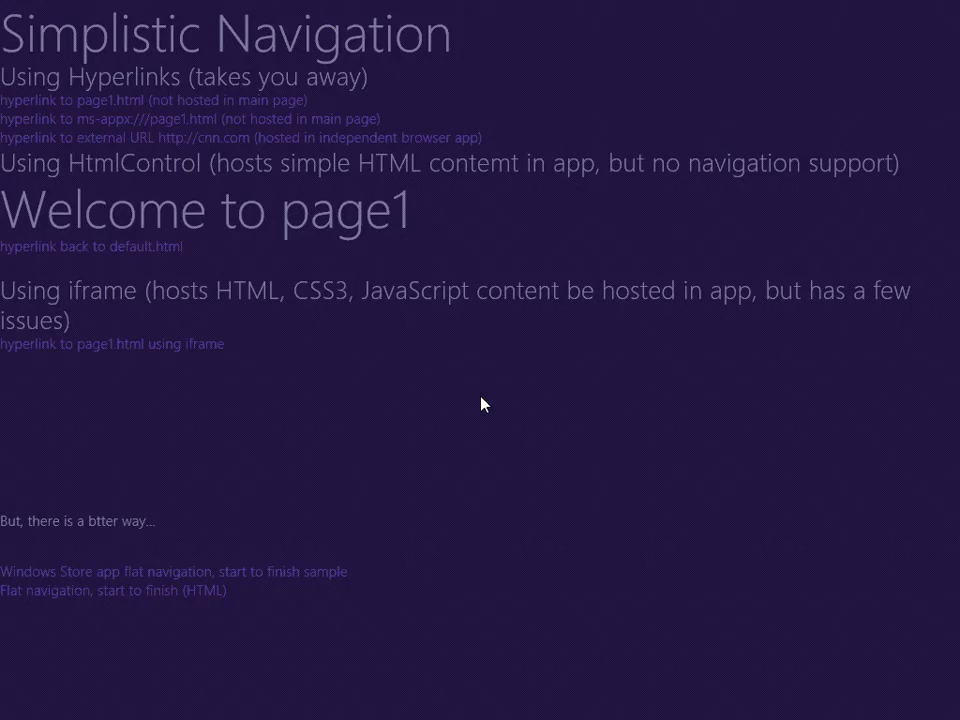 Simplistic Navigation
Using Hyperlinks (takes you away)
hyperlink to page1.html (not hosted in main page)
hyperlink to ms-appx:///page1.html (not hosted in main page)
hyperlink to external URL http://cnn.com (hosted in independent browser app)
Using HtmlControl (hosts simple HTML contemt in app, but no navigation support)
Welcome to page1
hyperlink back to default.html
Using iframe (hosts HTML, CSS3, JavaScript content be hosted in app, but has a few
issues)
hyperlink to page1.html using iframe
But, there is a btter way...
Windows Store app flat navigation, start to finish sample
Flat navigation, start to finish (HTML)